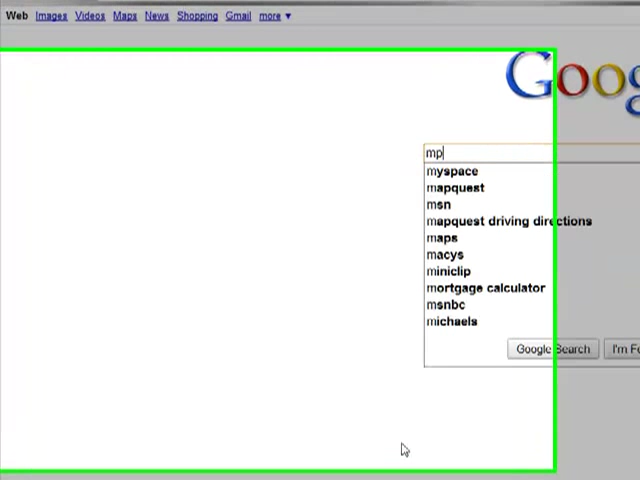 Web Images Videos Maps News Shopping Gmail more ▼
Goog
mp
myspace
mapquest
msn
mapquest driving directions
maps
macys
miniclip
mortgage calculator
msnbc
michaels
Google Search I'm Fe